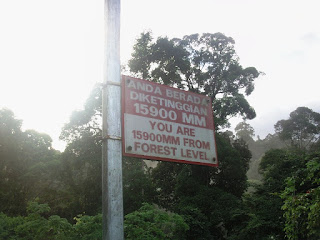 ANDA BERADA
DIKETINGGIAN
15900 MM
YOU ARE
15900MM FROM
FOREST LEVEL